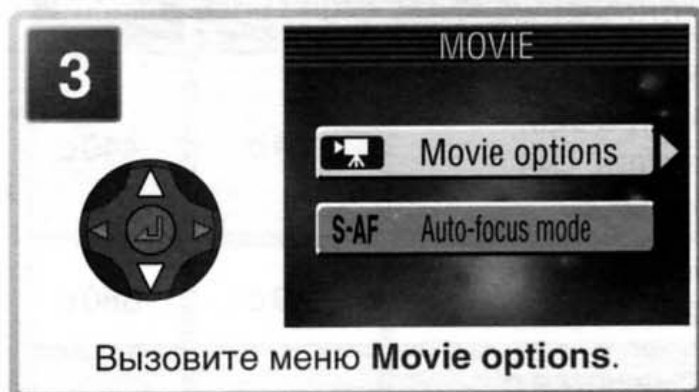 3
MOVIE
Movie options
S-AF Auto-focus mode
Вызовите меню Movie options.